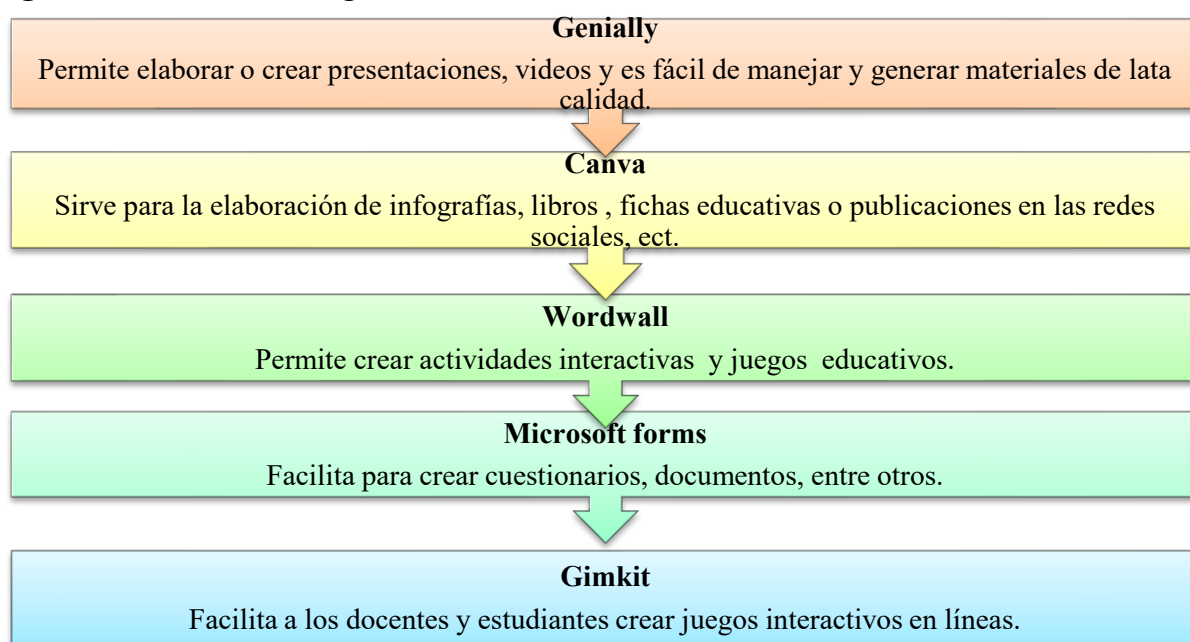 Genially
Permite elaborar o crear presentaciones, videos y es fácil de manejar y generar materiales de lata
calidad.
Canva
Sirve para la elaboración de infografías, libros , fichas educativas o publicaciones en las redes
sociales, ect.
Wordwall
Permite crear actividades interactivas y juegos educativos.
Microsoft forms
Facilita para crear cuestionarios, documentos, entre otros.
Gimkit
Facilita a los docentes y estudiantes crear juegos interactivos en líneas.